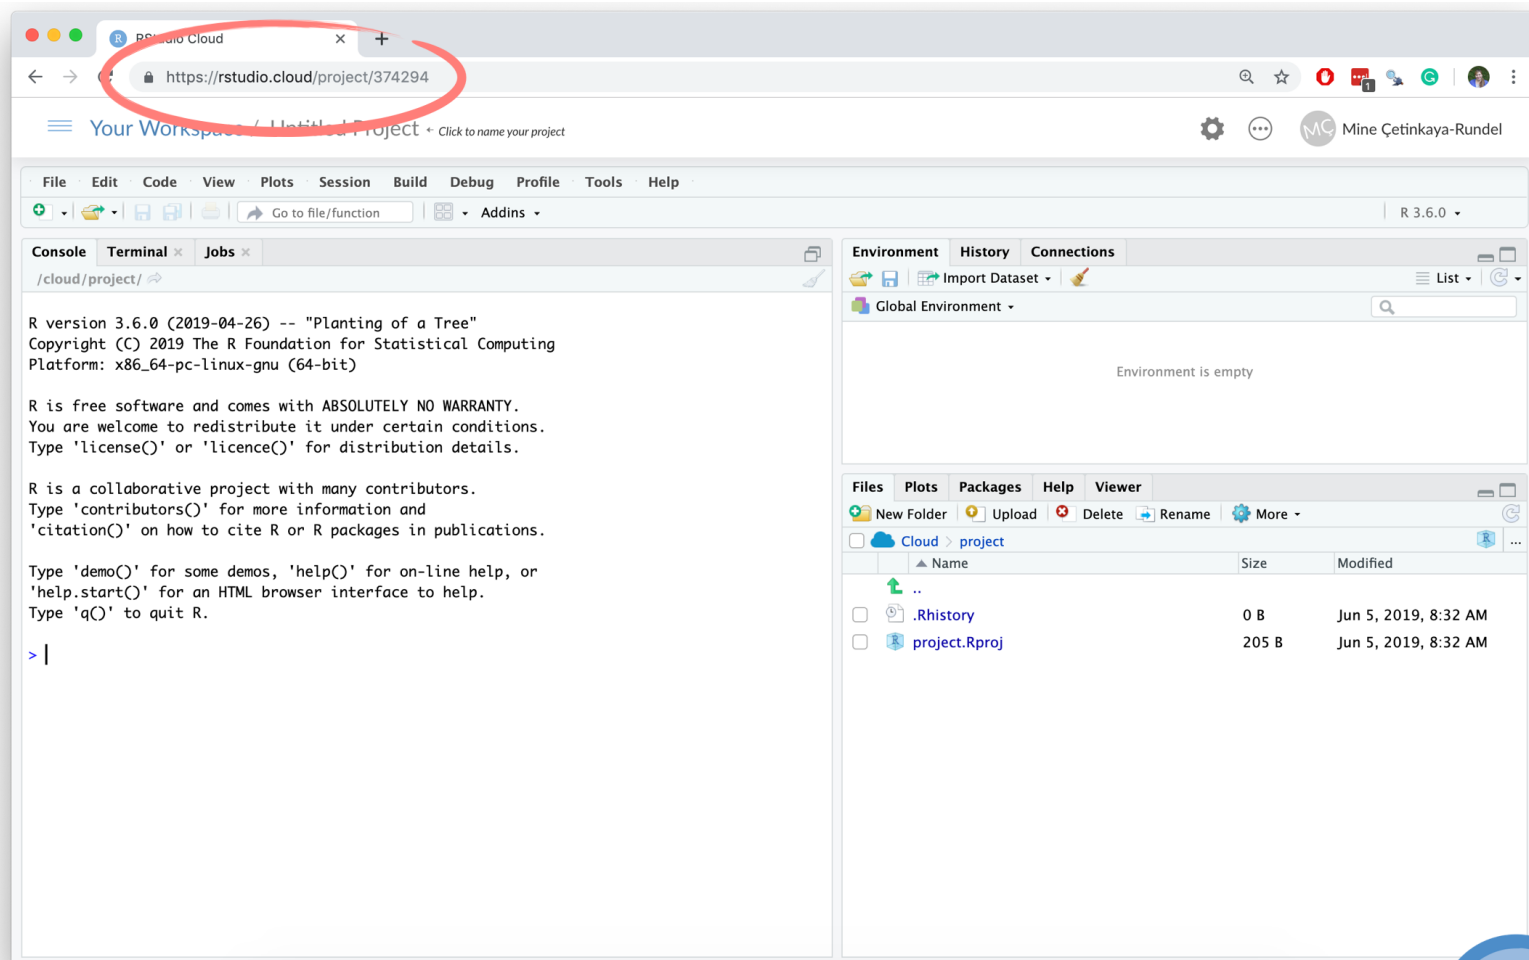 RStudio Cloud
https://rstudio.cloud/project/374294
1
Your Workspace / Untitled Project Click to name your project
MÇ Mine Çetinkaya-Rundel
File Edit Code View Plots Session Build Debug Profile Tools Help
Go to file/function Addins R 3.6.0
Console Terminal Jobs
/cloud/project/
R version 3.6.0 (2019-04-26) -- "Planting of a Tree"
Copyright (C) 2019 The R Foundation for Statistical Computing
Platform: x86_64-pc-linux-gnu (64-bit)
R is free software and comes with ABSOLUTELY NO WARRANTY.
You are welcome to redistribute it under certain conditions.
Type 'license()' or 'licence()' for distribution details.
R is a collaborative project with many contributors.
Type 'contributors()' for more information and
'citation()' on how to cite R or R packages in publications.
Type 'demo()' for some demos, 'help()' for on-line help, or
'help.start()' for an HTML browser interface to help.
Type 'q()' to quit R.
>
Environment History Connections
Import Dataset List
Global Environment
Environment is empty
Files Plots Packages Help Viewer
New Folder Upload Delete Rename More
Cloud > project ...
Name Size Modified
..
.Rhistory 0 B Jun 5, 2019, 8:32 AM
project.Rproj 205 B Jun 5, 2019, 8:32 AM